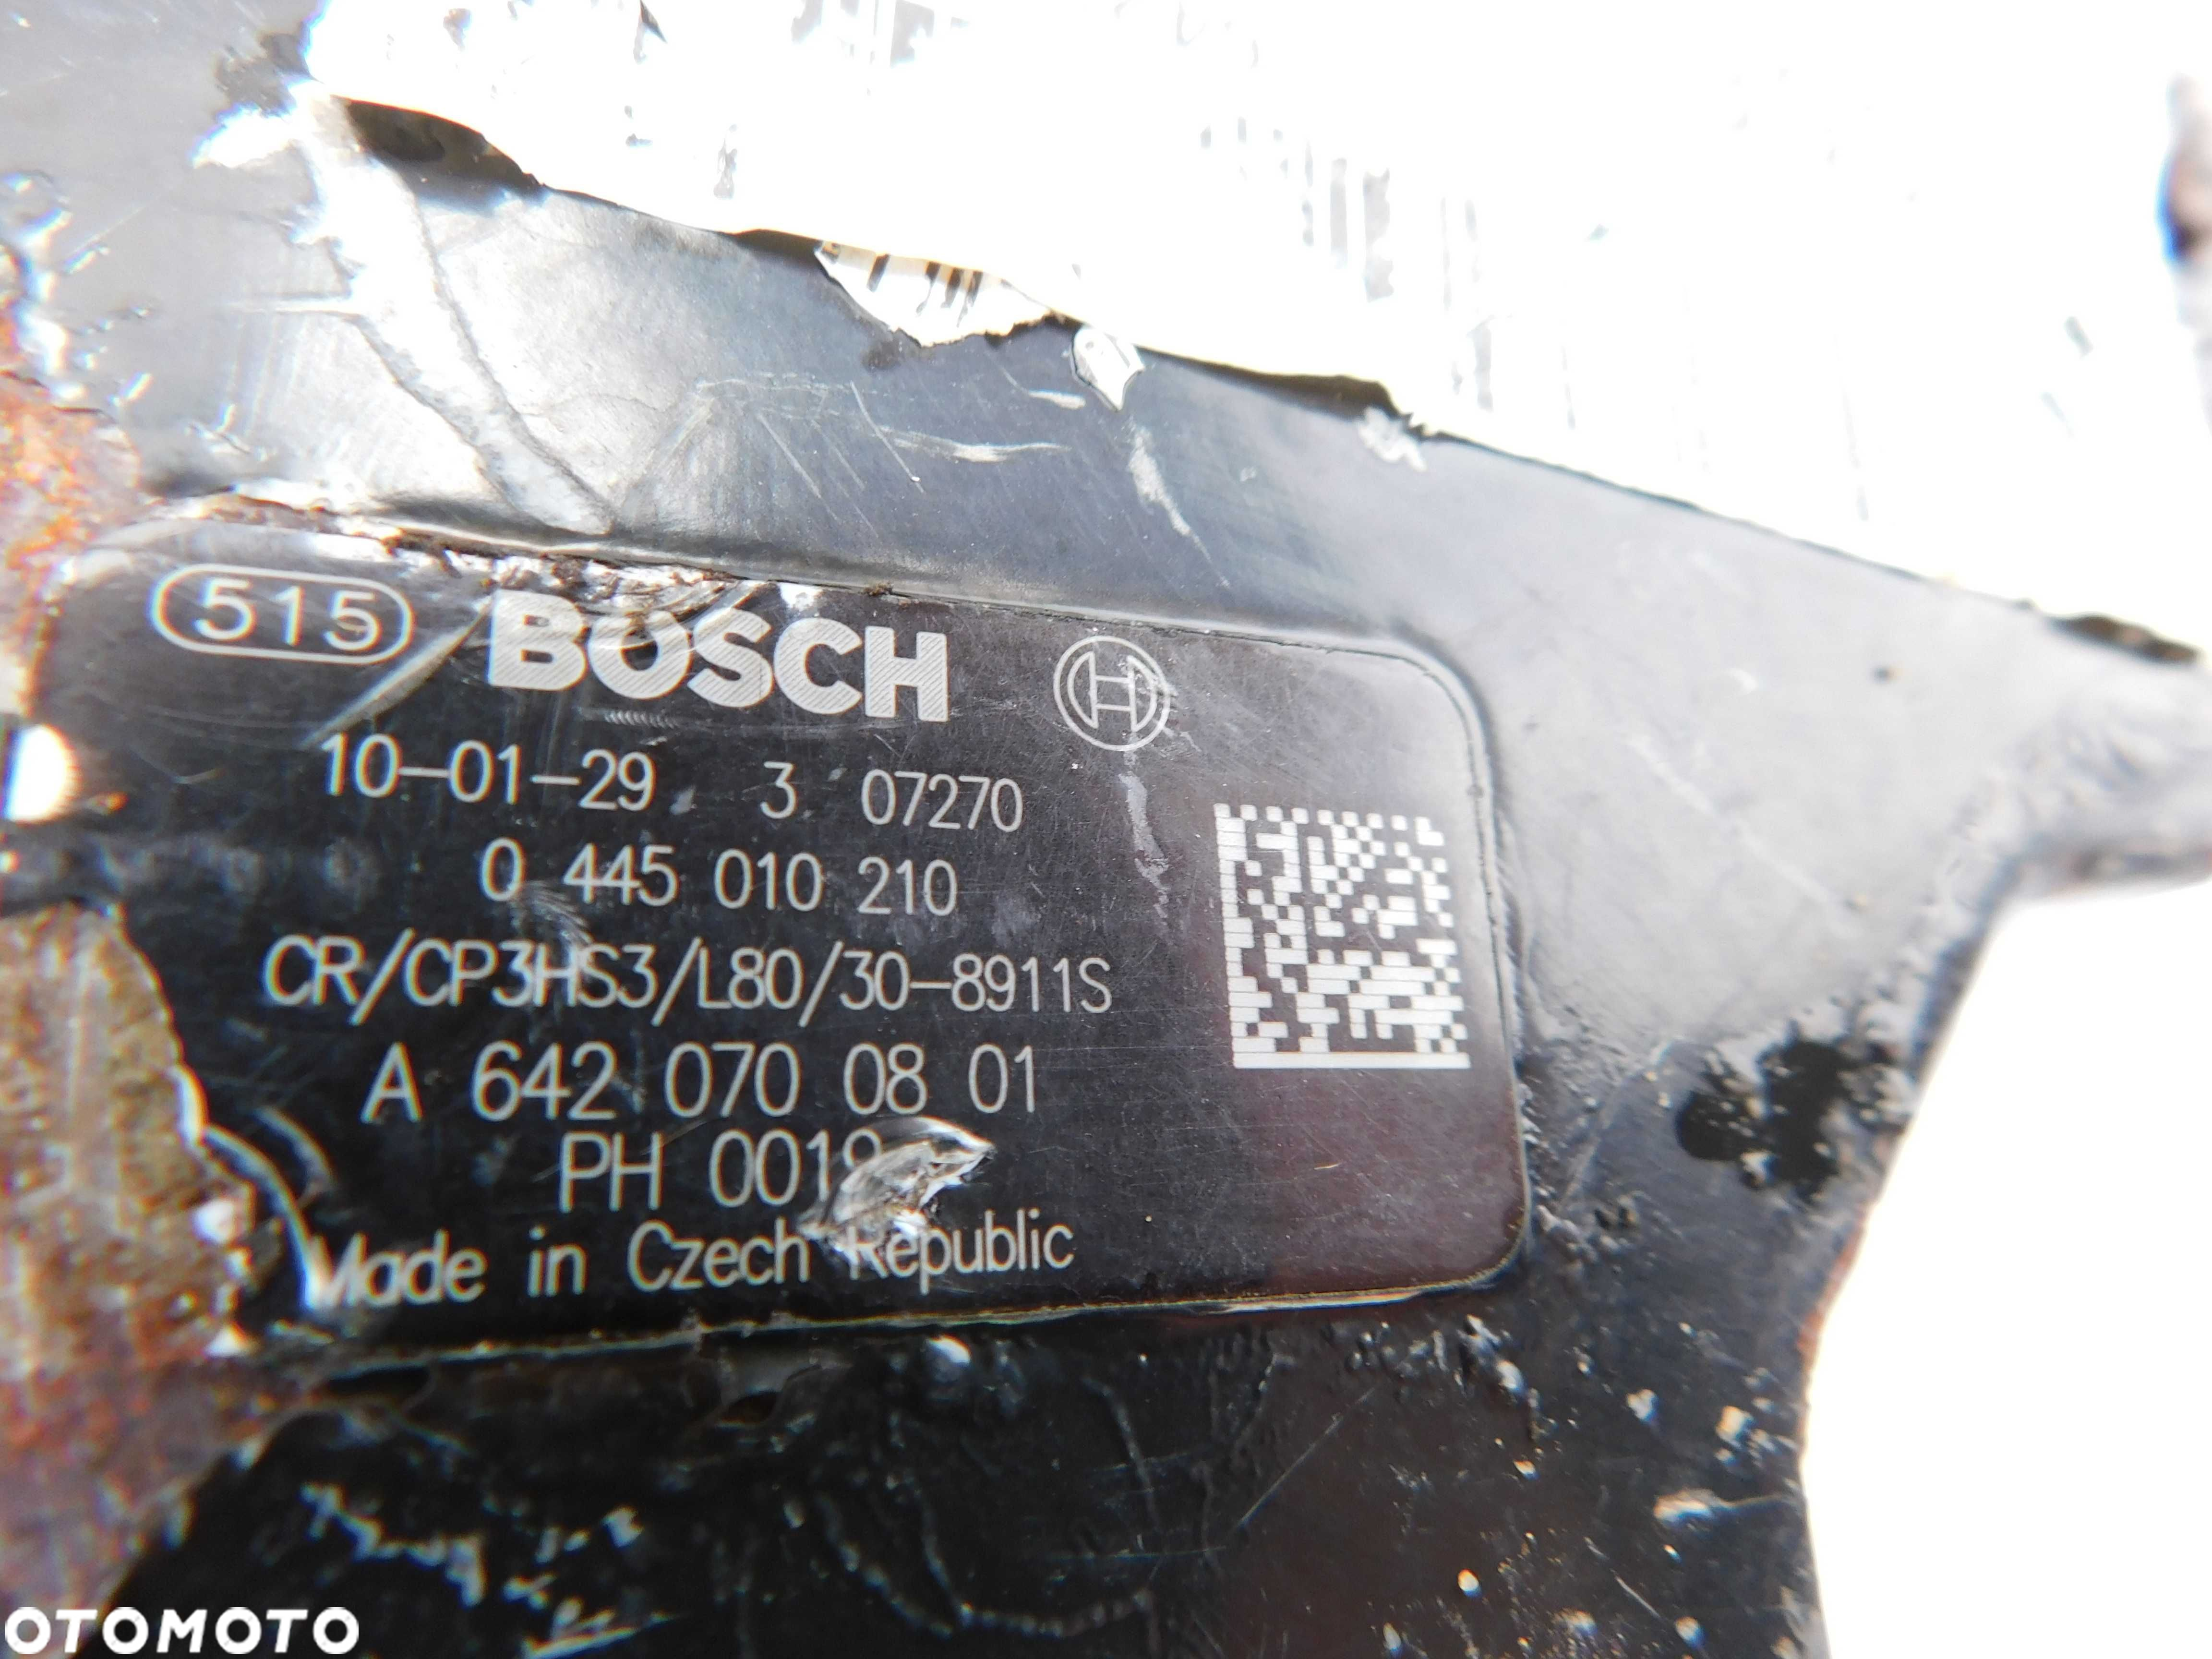 515 BOSCH
10-01-29 3 07270
0 445 010 210
CR/CP3HS3/L80/30-8911S
A 642 070 08 01
PH
Made in Czech Republic
OTOMOTO